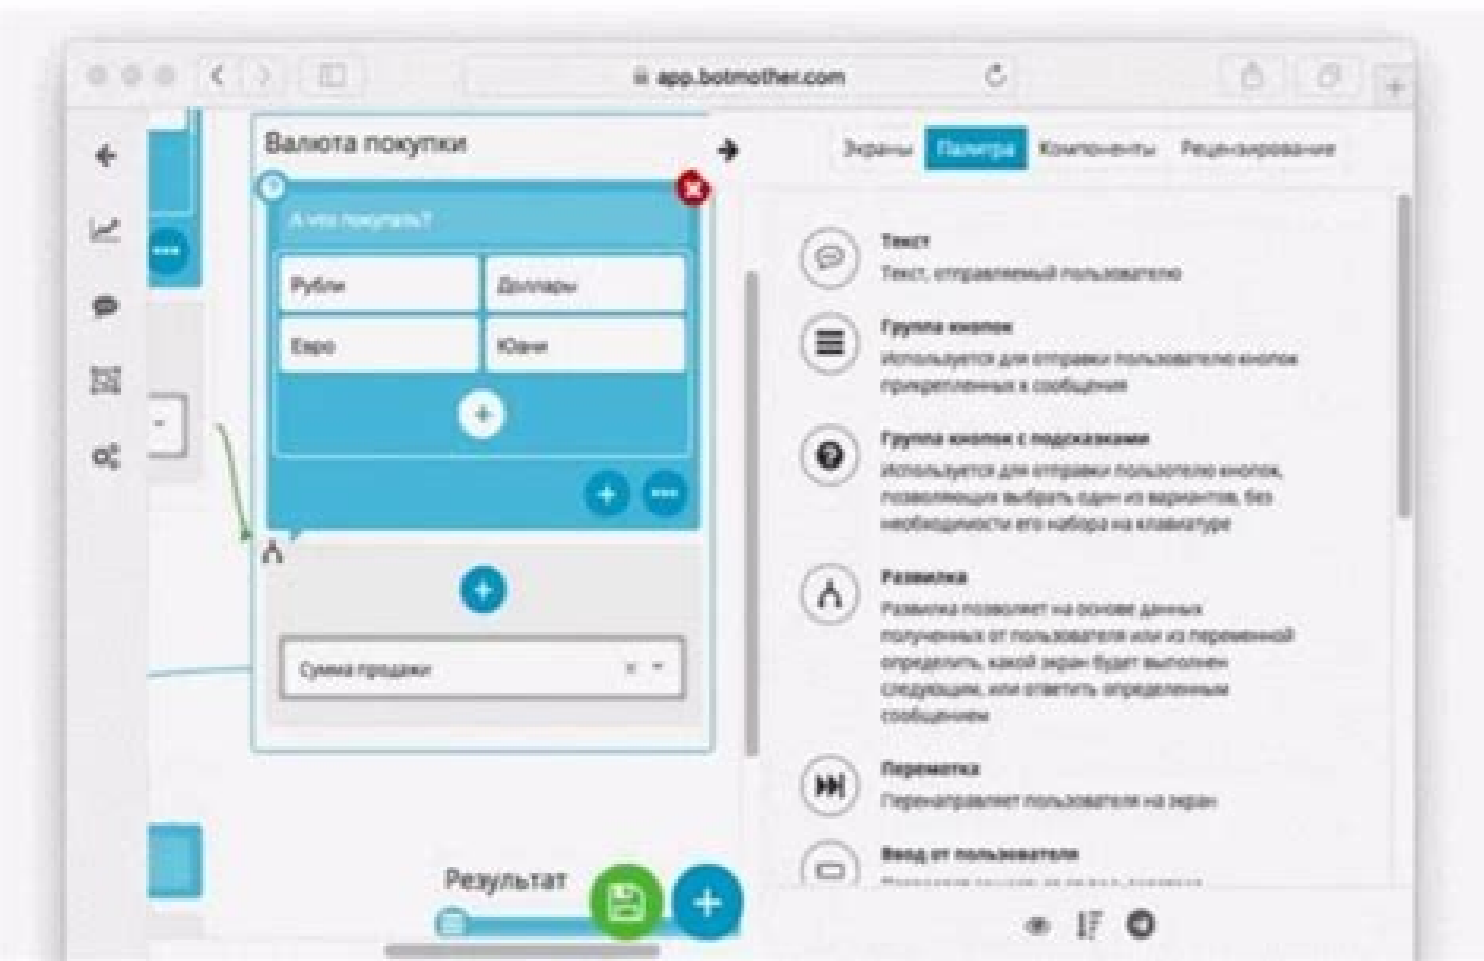 app.botmother.com
Валюта покупки
А что покупать?
Рубли
Доллары
Евро
Юани
Сумма продажи
Результат
Экраны Палитра Компоненты Рецензирование
Текст
Текст, отправляемый пользователю
Группа кнопок
Используется для отправки пользователю кнопок
прикрепленных к сообщения
Группа кнопок с подсказками
Используется для отправки пользотелю кнопок,
позволяющих выбрать один из вариантов, без
необходимости его набора на клавиатуре
Развилка
Развилка позволяет на основе данных
полученных от пользователя или из переменной
определить, какой экран будет выполнен
следующим, или ответить определенным
сообщением
Перемотка
Перенаправляет пользователя на экран
Ввод от пользователя